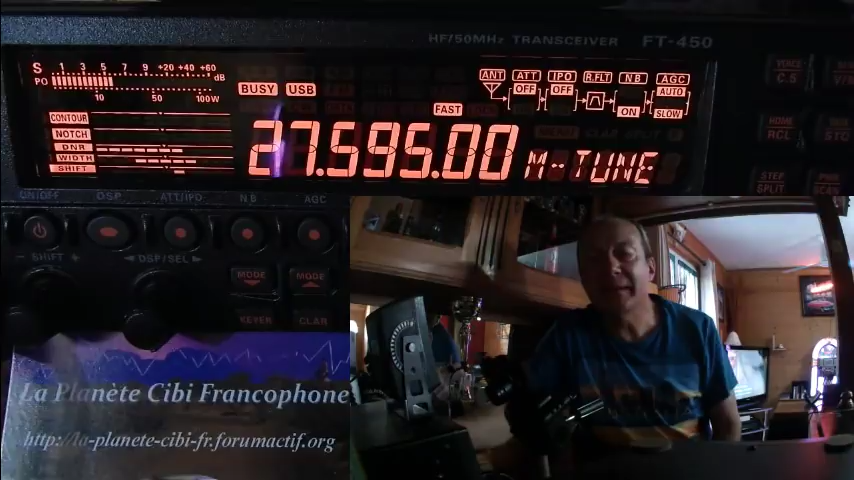 HF/50MHz TRANSCEIVER FT-450
S 1 3 5 7 9 +20 +40 +60 dB
PO 10 50 100W
BUSY USB
FAST
ANT ATT IPO R.FLT NB AGC
OFF OFF AUTO
ON SLOW
CONTOUR
NOTCH
DNR
WIDTH
SHIFT
27.595.00 M-TUNE
VOICE
C.S
HOME
RCL
STEP
SPLIT
ON/OFF DSP ATT/IPO NB AGC
- SHIFT + ◄DSP/SEL►
MODE MODE
KEYER CLAR
La Planète Cibi Francophone
http://la-planete-cibi-fr.forumactif.org